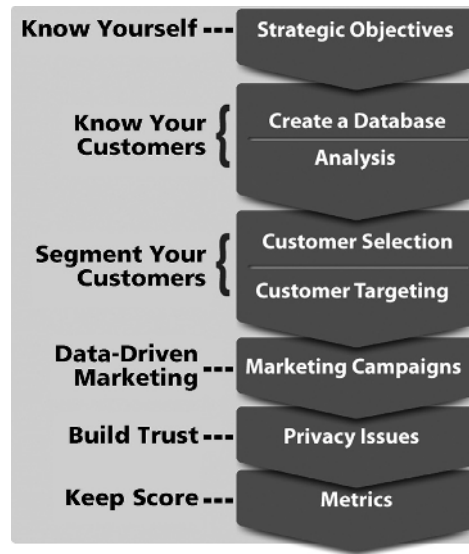 Know Yourself
Strategic Objectives
Know Your
Customers
Create a Database
Analysis
Segment Your
Customers
Customer Selection
Customer Targeting
Data-Driven
Marketing
Marketing Campaigns
Build Trust
Privacy Issues
Keep Score
Metrics